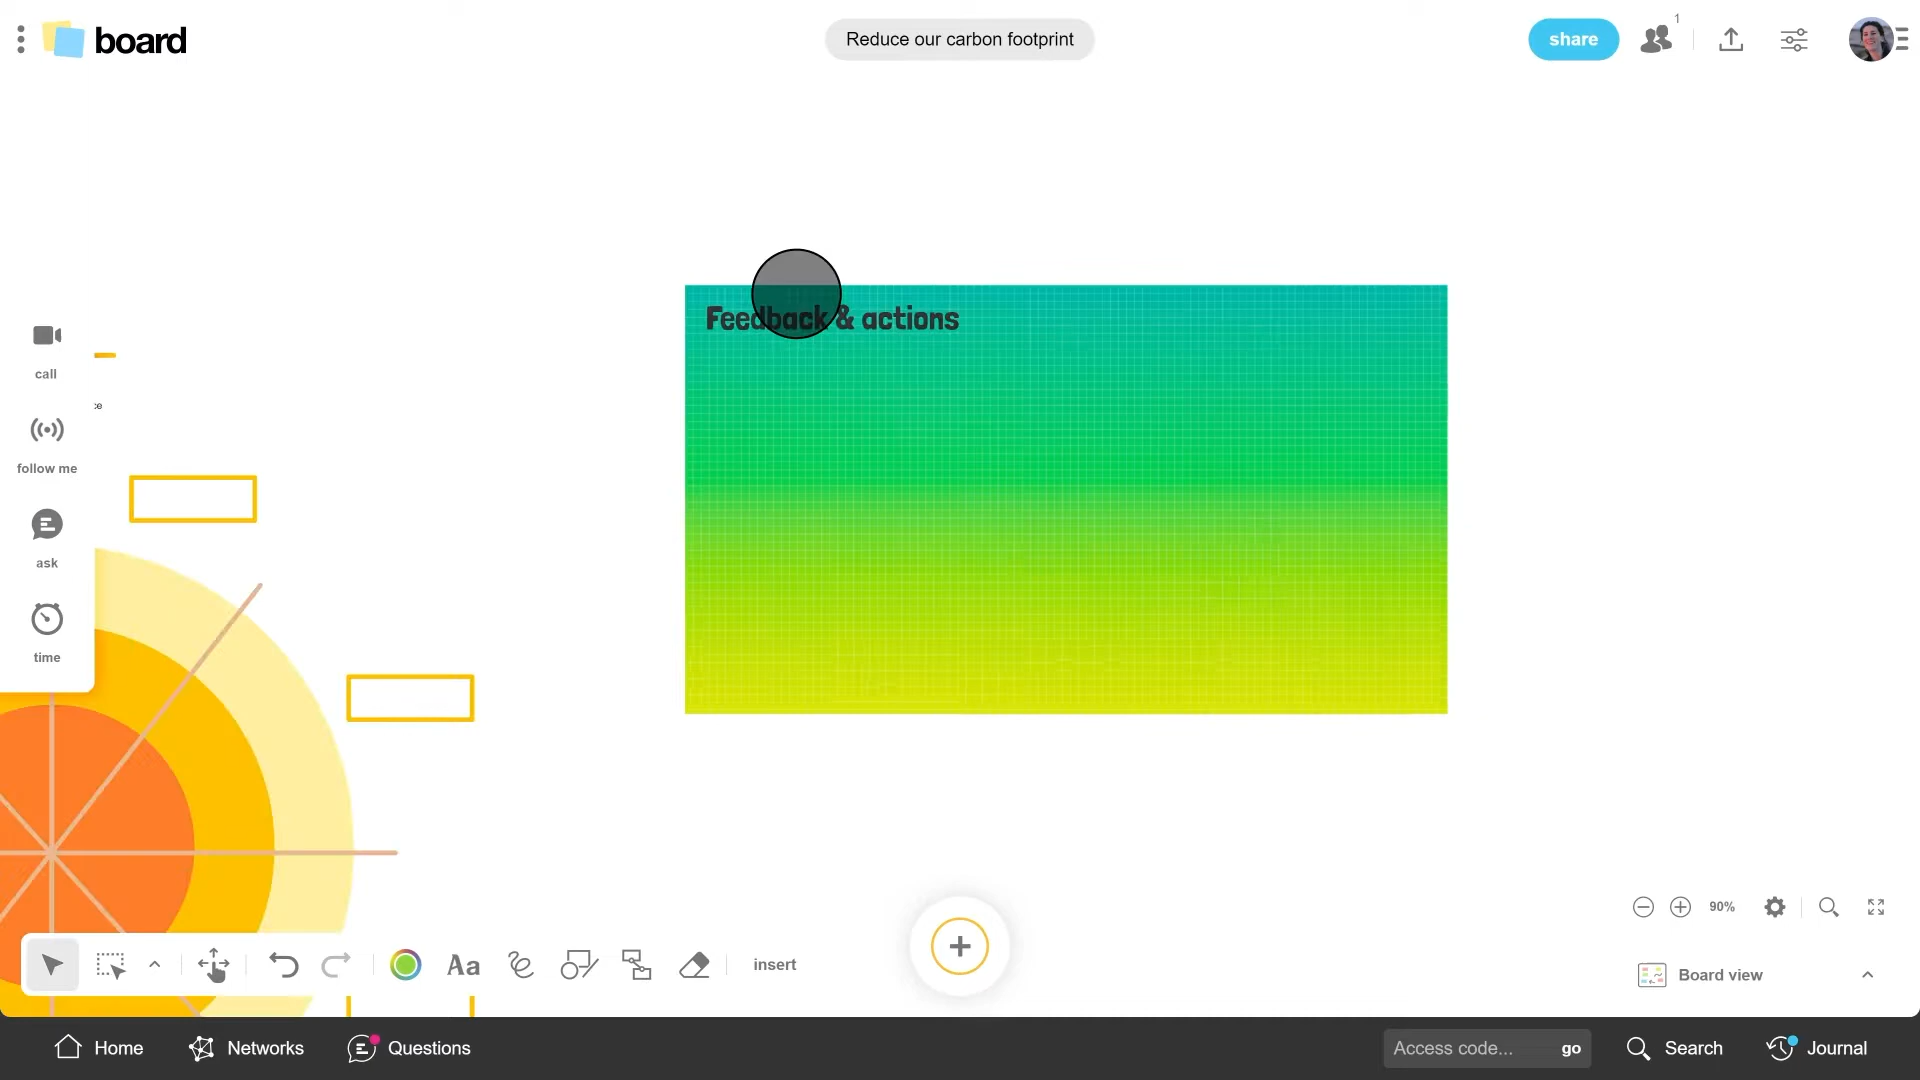 board
Reduce our carbon footprint
share
1
Feedback & actions
call
follow me
ask
time
Aa
insert
90%
Board view
Home
Networks
Questions
Access code...
go
Search
Journal